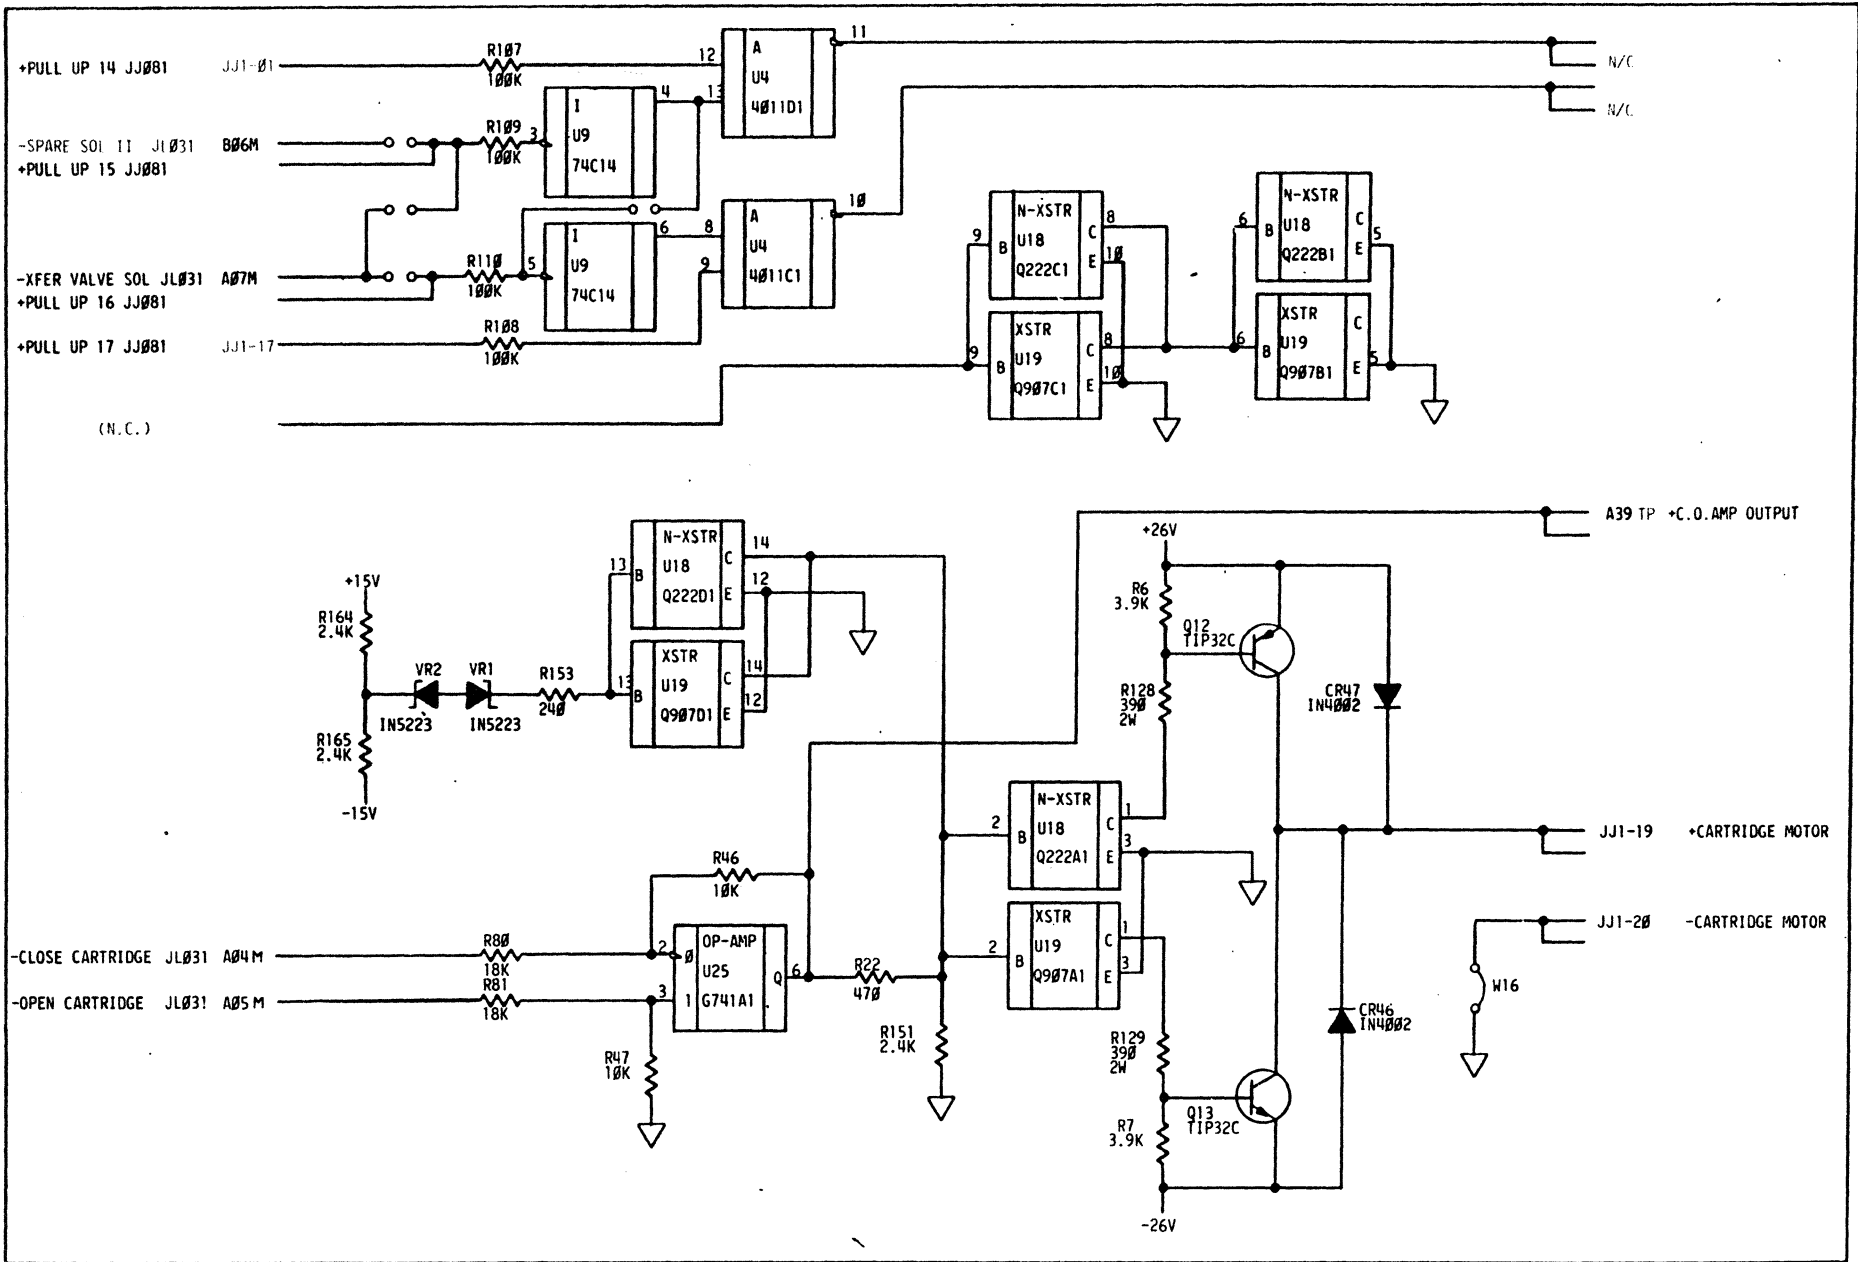 +PULL UP 14 JJØ81 JJ1-Ø1
R1Ø7
100K
12
13
A
U4
4Ø11D1
11
N/C
N/C
-SPARE SOL II JLØ31 BØ6M
+PULL UP 15 JJØ81
R1Ø9
1ØØK
3
I
U9
74C14
4
-XFER VALVE SOL JLØ31 AØ7M
+PULL UP 16 JJØ81
R11Ø
1ØØK
5
I
U9
74C14
6
8
9
A
U4
4Ø11C1
1Ø
+PULL UP 17 JJØ81 JJ1-17
R1Ø8
1ØØK
(N.C.)
9
B
N-XSTR
U18
Q222C1
C
E
8
1Ø
9
B
XSTR
U19
Q9Ø7C1
C
E
8
1Ø
6
B
N-XSTR
U18
Q222B1
C
E
5
6
B
XSTR
U19
Q9Ø7B1
C
E
5
A39 TP +C.O.AMP OUTPUT
+15V
R164
2.4K
R165
2.4K
-15V
VR2
IN5223
VR1
IN5223
R153
24Ø
13
B
N-XSTR
U18
Q222D1
C
E
14
12
13
B
XSTR
U19
Q9Ø7D1
C
E
14
12
+26V
R6
3.9K
Q12
TIP32C
R128
39Ø
2W
CR47
IN4ØØ2
2
B
N-XSTR
U18
Q222A1
C
E
1
3
JJ1-19 +CARTRIDGE MOTOR
2
B
XSTR
U19
Q9Ø7A1
C
E
1
3
JJ1-2Ø -CARTRIDGE MOTOR
W16
R46
1ØK
-CLOSE CARTRIDGE JLØ31 AØ4M
R8Ø
18K
-OPEN CARTRIDGE JLØ31 AØ5M
R81
18K
2
3
Ø
1
OP-AMP
U25
G741A1
Q
6
R22
47Ø
R47
1ØK
R151
2.4K
R129
39Ø
2W
CR46
IN4ØØ2
Q13
TIP32C
R7
3.9K
-26V